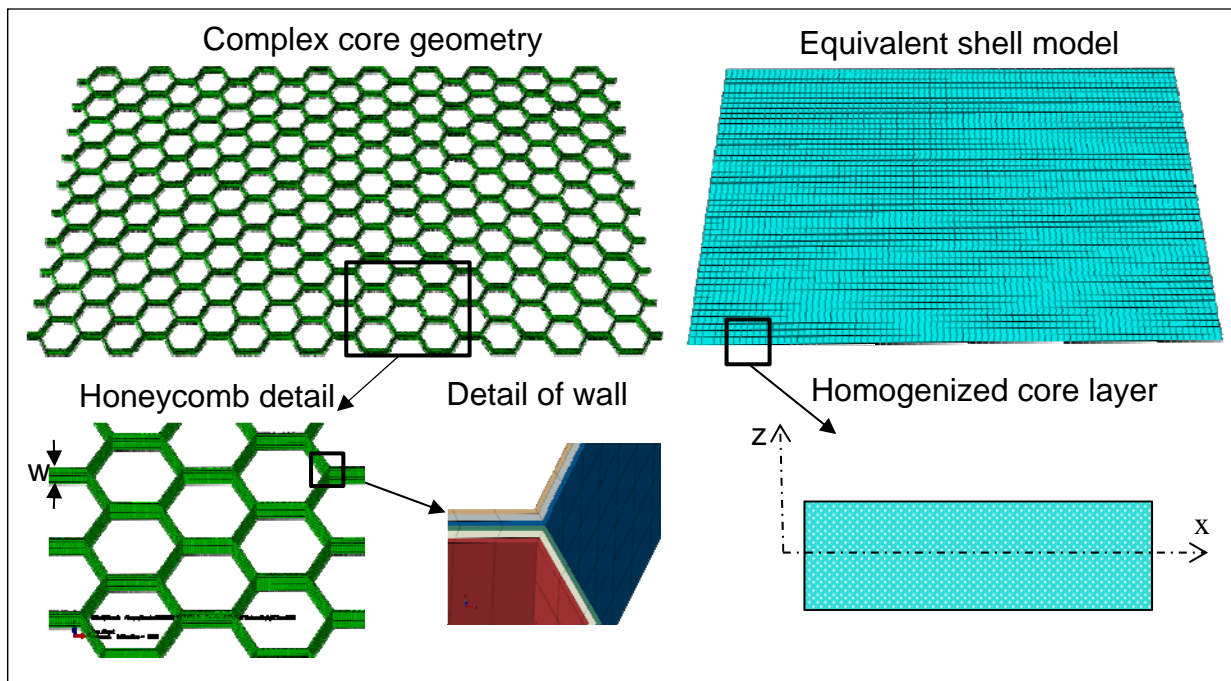 Complex core geometry
Equivalent shell model
Honeycomb detail
Detail of wall
Homogenized core layer
w
z
x